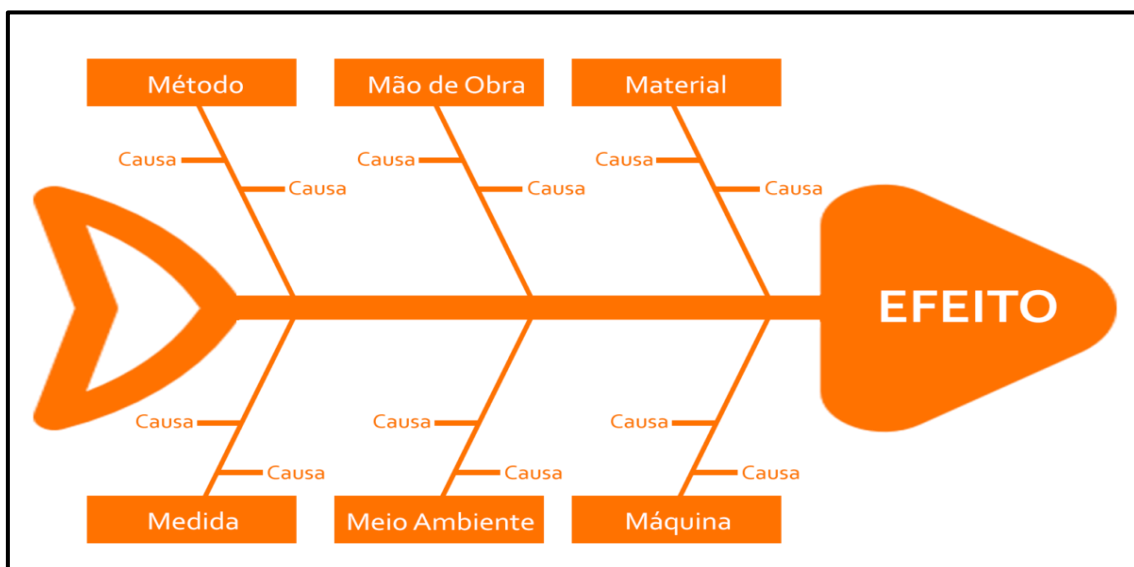 Método
Mão de Obra
Material
Causa
Causa
Causa
Causa
Causa
Causa
EFEITO
Causa
Causa
Causa
Causa
Causa
Causa
Medida
Meio Ambiente
Máquina